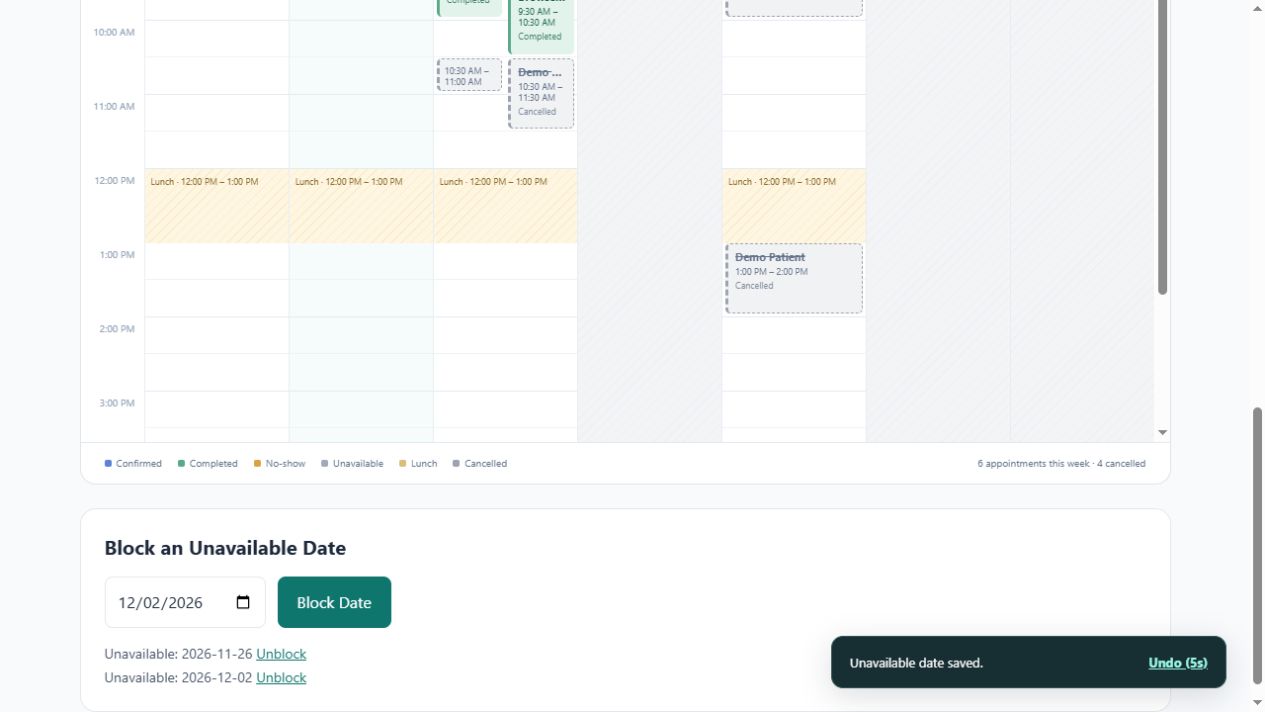 Completed
9:30 AM –
10:30 AM
Completed
10:00 AM
10:30 AM –
11:00 AM
Demo ...
10:30 AM –
11:30 AM
Cancelled
11:00 AM
12:00 PM
Lunch · 12:00 PM – 1:00 PM
Lunch · 12:00 PM – 1:00 PM
Lunch · 12:00 PM – 1:00 PM
Lunch · 12:00 PM – 1:00 PM
1:00 PM
Demo Patient
1:00 PM – 2:00 PM
Cancelled
2:00 PM
3:00 PM
Confirmed
Completed
No-show
Unavailable
Lunch
Cancelled
6 appointments this week · 4 cancelled
Block an Unavailable Date
12/02/2026
Block Date
Unavailable: 2026-11-26 Unblock
Unavailable: 2026-12-02 Unblock
Unavailable date saved.
Undo (5s)